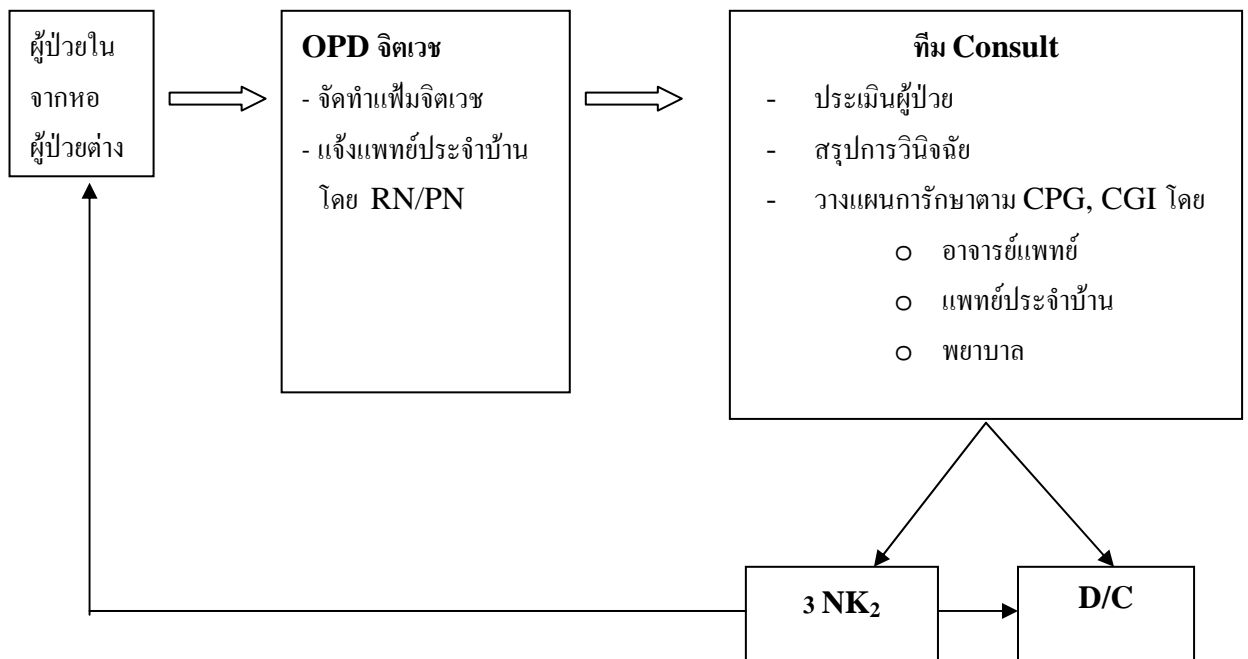 ผู้ป่วยใน
จากหอ
ผู้ป่วยต่าง
OPD จิตเวช
- จัดทำแฟ้มจิตเวช
- แจ้งแพทย์ประจำบ้าน
โดย RN/PN
ทีม Consult
- ประเมินผู้ป่วย
- สรุปการวินิจฉัย
- วางแผนการรักษาตาม CPG, CGI โดย
o อาจารย์แพทย์
o แพทย์ประจำบ้าน
o พยาบาล
3 NK₂
D/C